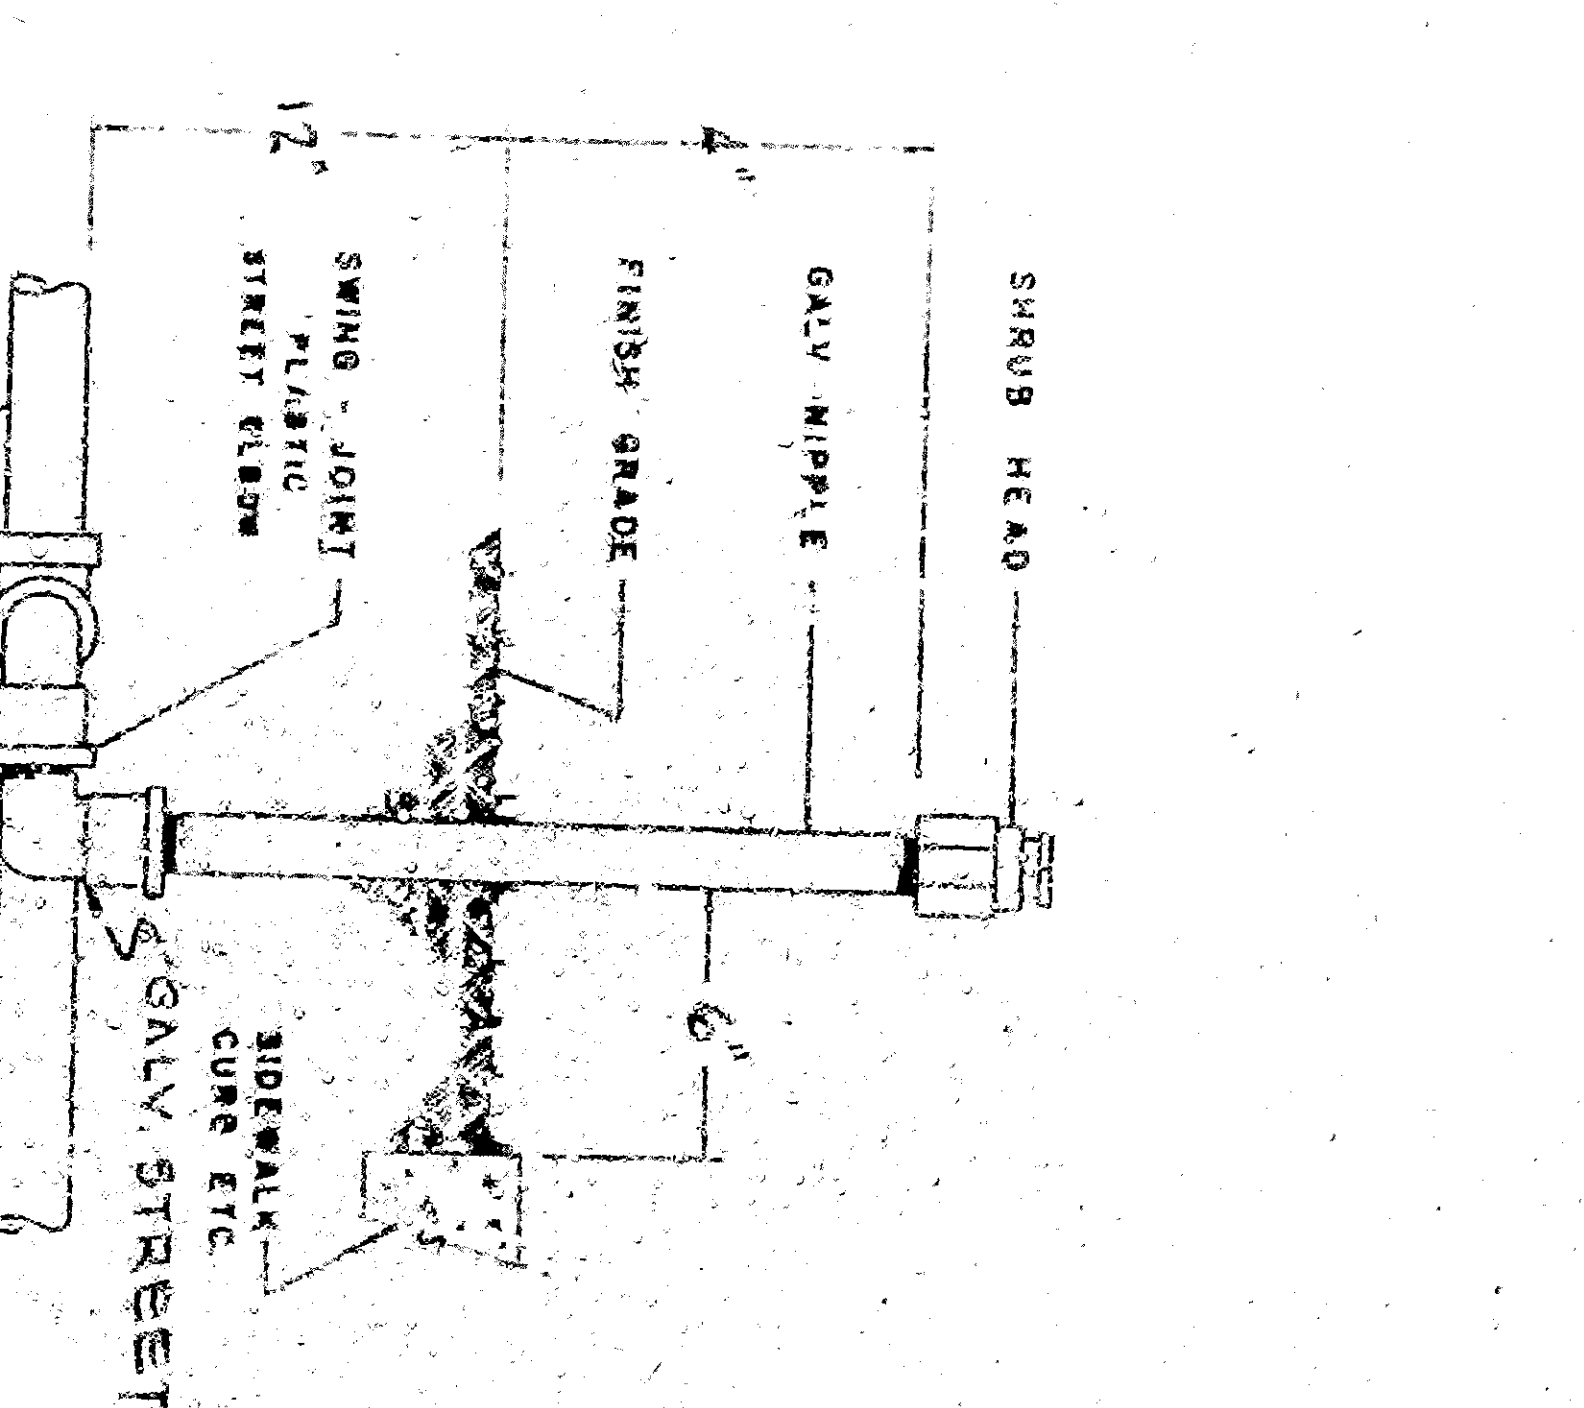 SHRUB HEAD
4"
GALV NIPPLE
FINISH GRADE
12"
SWING - JOINT
PLASTIC
STREET ELBOW
6"
SIDEWALK
CURB ETC
GALV. STREET